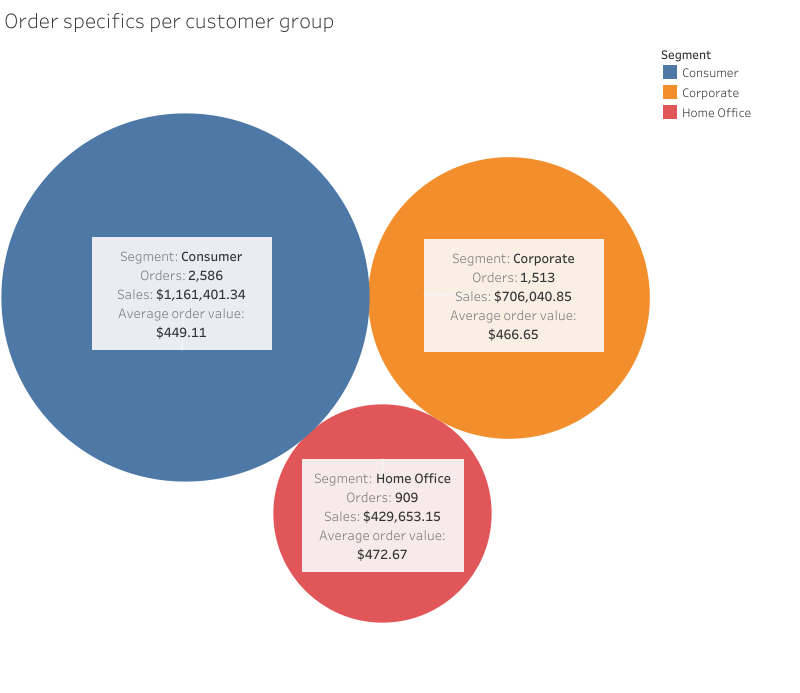 Order specifics per customer group
Segment
Consumer
Corporate
Home Office
Segment: Consumer
Orders: 2,586
Sales: $1,161,401.34
Average order value:
$449.11
Segment: Corporate
Orders: 1,513
Sales: $706,040.85
Average order value:
$466.65
Segment: Home Office
Orders: 909
Sales: $429,653.15
Average order value:
$472.67